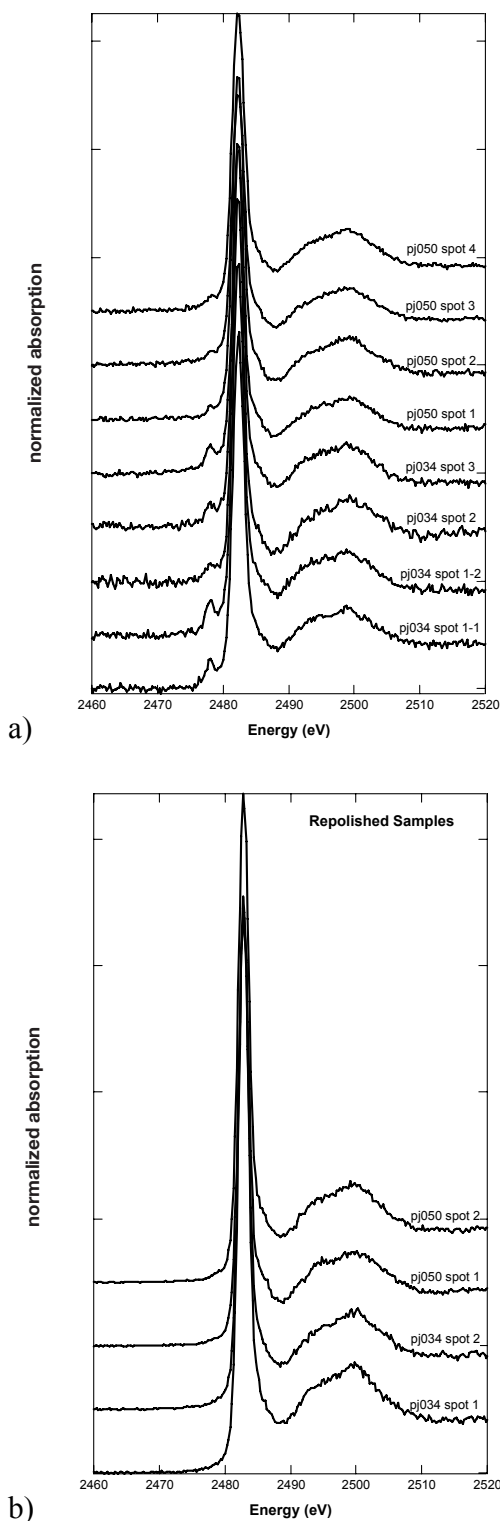 normalized absorption
pj050 spot 4
pj050 spot 3
pj050 spot 2
pj050 spot 1
pj034 spot 3
pj034 spot 2
pj034 spot 1-2
pj034 spot 1-1
2460 2470 2480 2490 2500 2510 2520
Energy (eV)
a)
Repolished Samples
normalized absorption
pj050 spot 2
pj050 spot 1
pj034 spot 2
pj034 spot 1
2460 2470 2480 2490 2500 2510 2520
Energy (eV)
b)